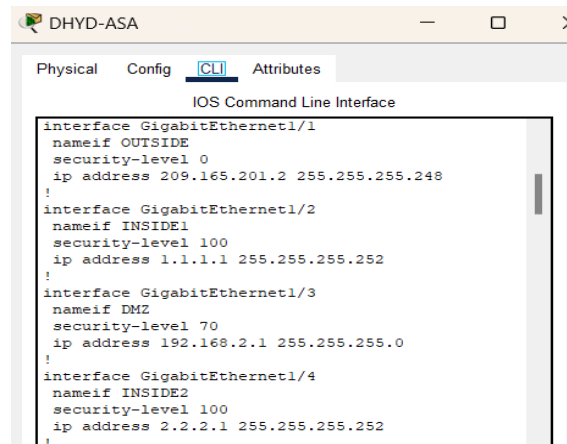 DHYD-ASA
Physical Config CLI Attributes
IOS Command Line Interface
interface GigabitEthernet1/1
nameif OUTSIDE
security-level 0
ip address 209.165.201.2 255.255.255.248
!
interface GigabitEthernet1/2
nameif INSIDE1
security-level 100
ip address 1.1.1.1 255.255.255.252
!
interface GigabitEthernet1/3
nameif DMZ
security-level 70
ip address 192.168.2.1 255.255.255.0
!
interface GigabitEthernet1/4
nameif INSIDE2
security-level 100
ip address 2.2.2.1 255.255.255.252
!